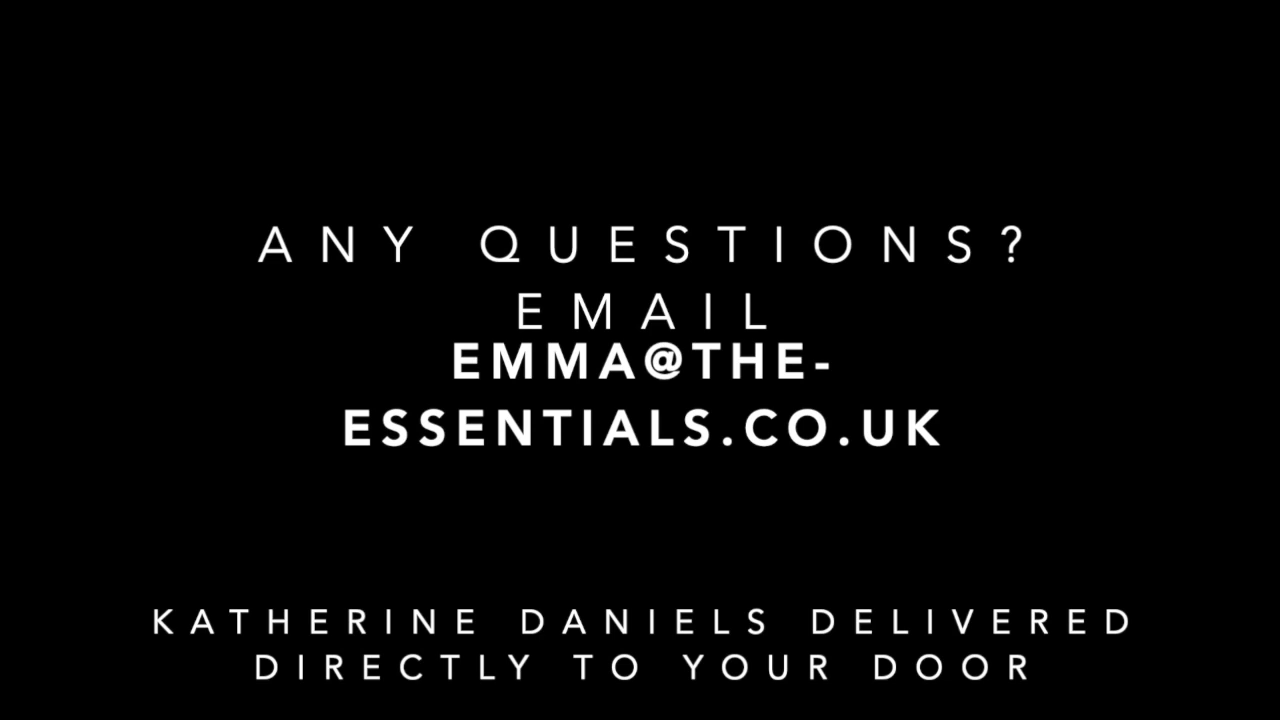 ANY QUESTIONS?
EMAIL
EMMA@THE-
ESSENTIALS.CO.UK
KATHERINE DANIELS DELIVERED
DIRECTLY TO YOUR DOOR